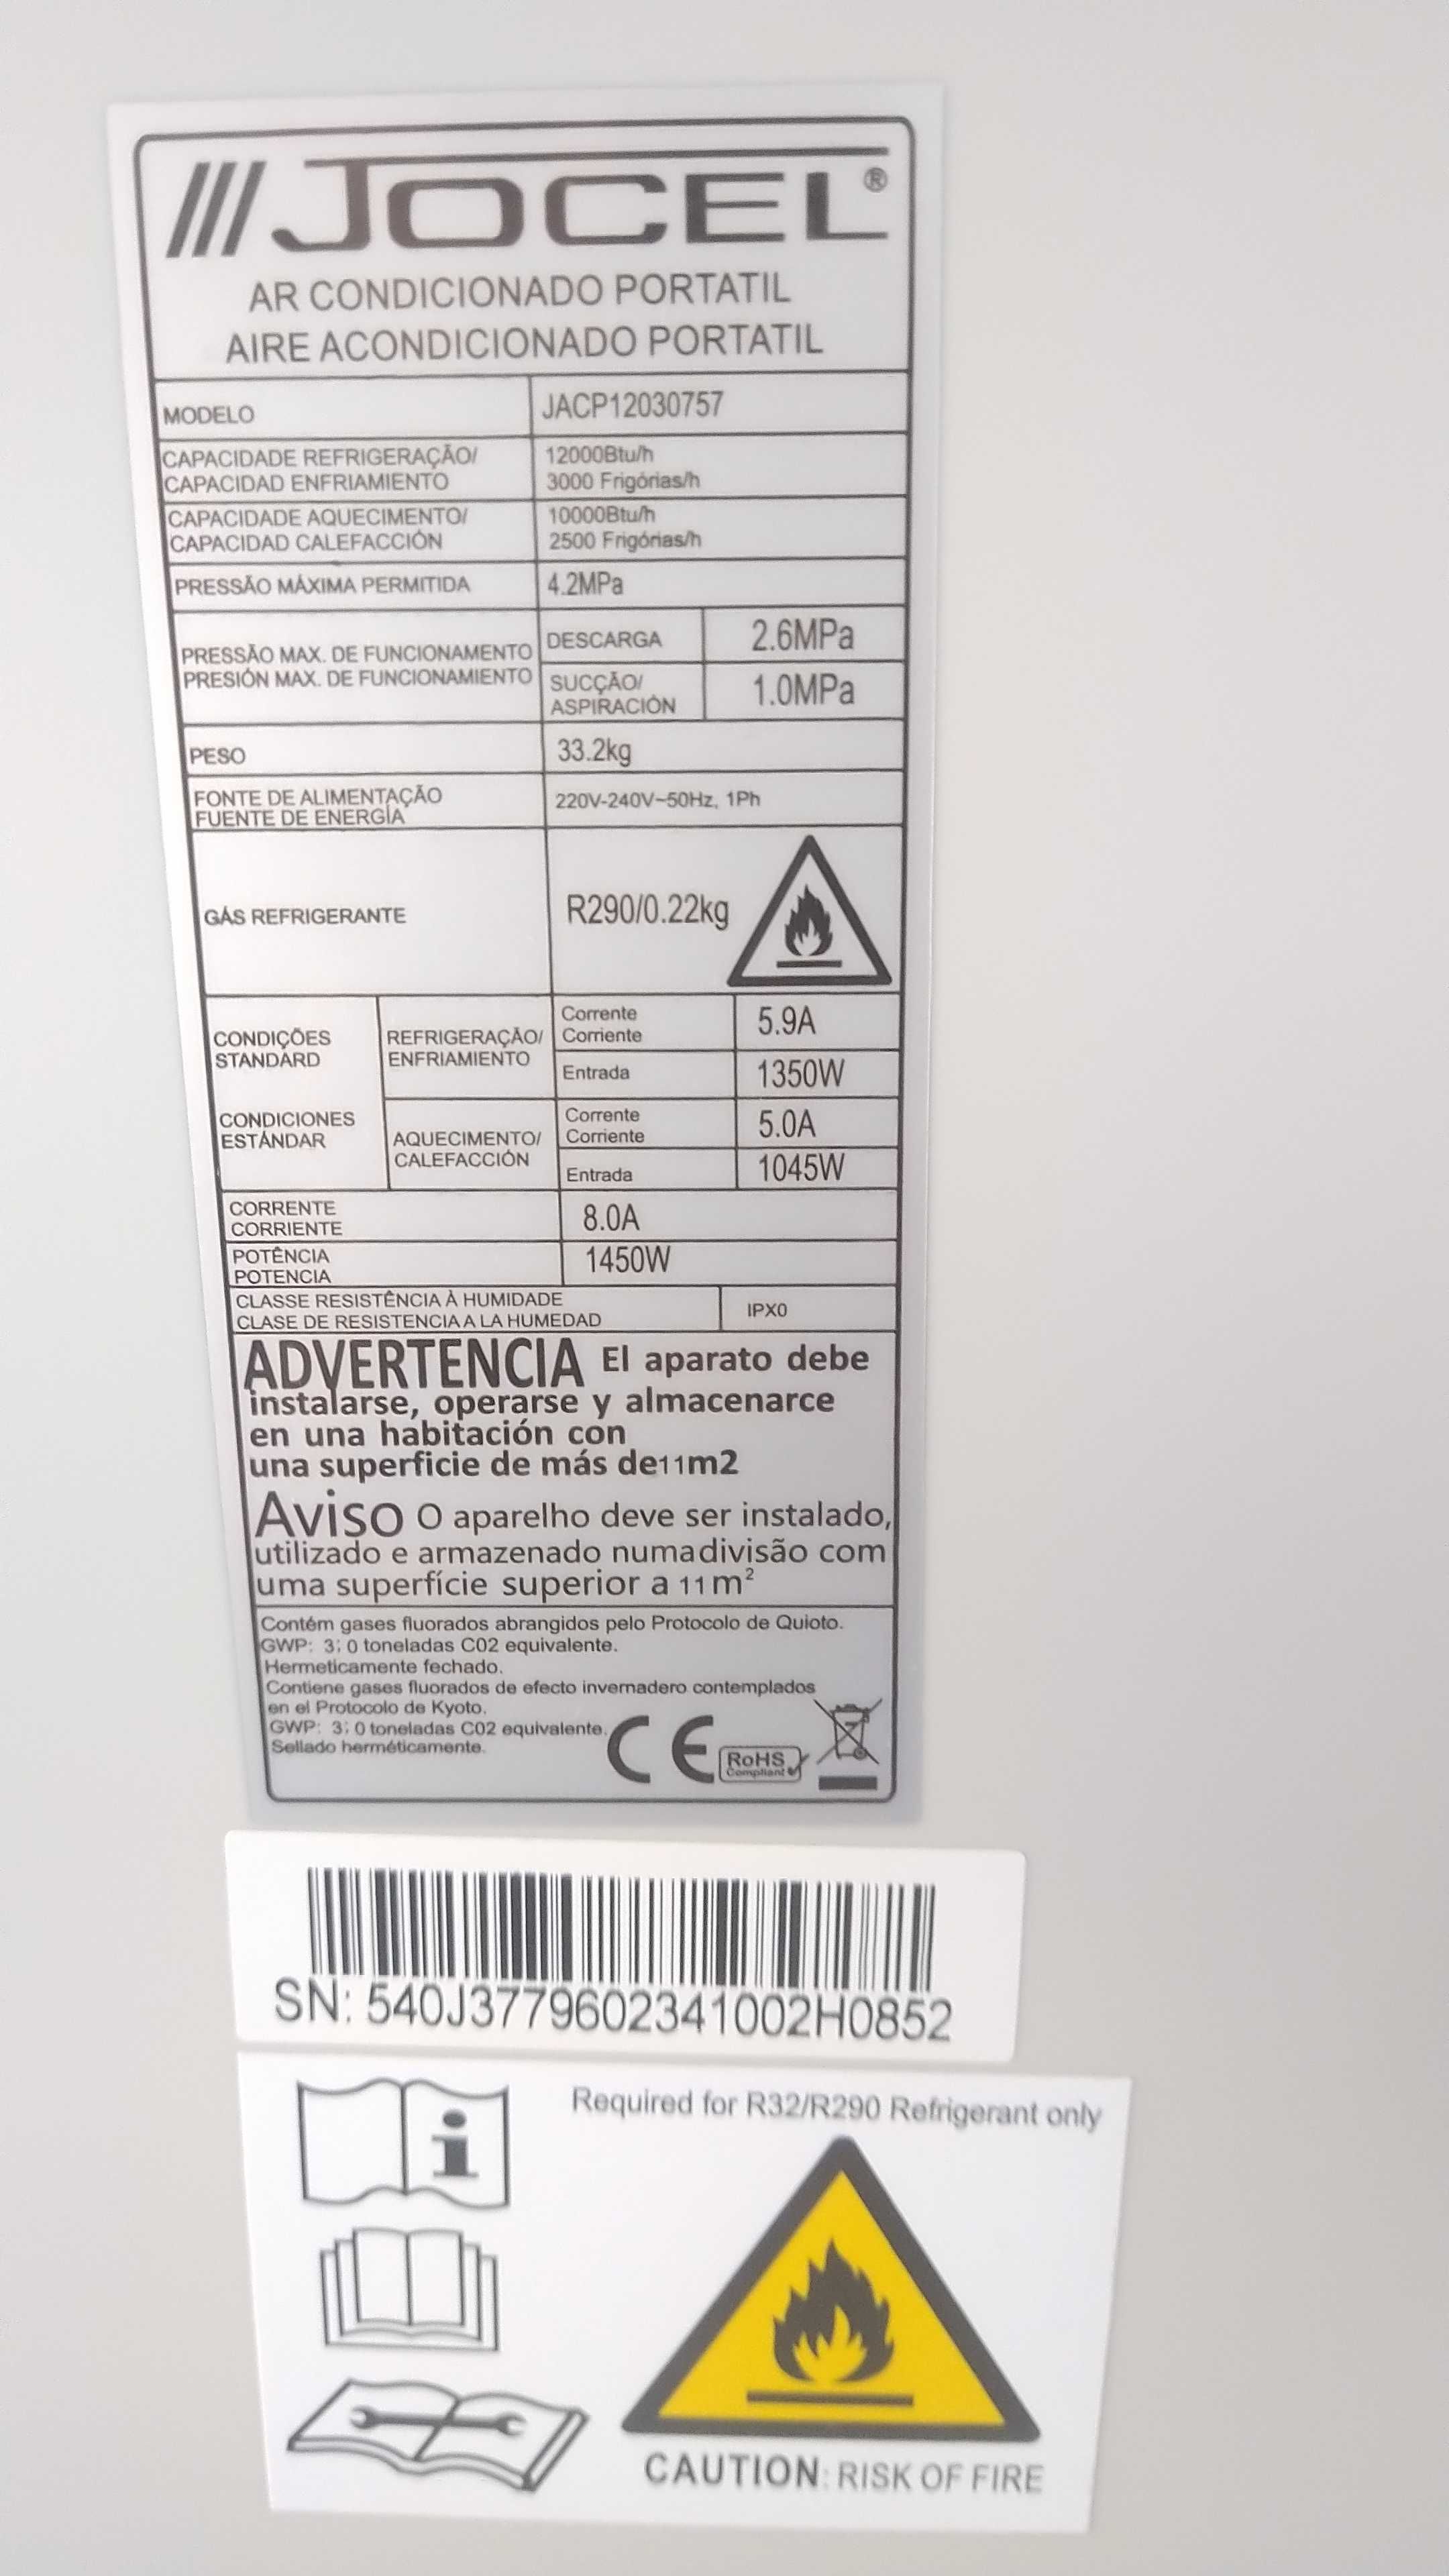 JOCEL®
AR CONDICIONADO PORTATIL
AIRE ACONDICIONADO PORTATIL
MODELO JACP12030757
CAPACIDADE REFRIGERAÇÃO/ 12000Btu/h
CAPACIDAD ENFRIAMIENTO 3000 Frigórias/h
CAPACIDADE AQUECIMENTO/ 10000Btu/h
CAPACIDAD CALEFACCIÓN 2500 Frigórias/h
PRESSÃO MÁXIMA PERMITIDA 4.2MPa
PRESSÃO MAX. DE FUNCIONAMENTO
PRESIÓN MAX. DE FUNCIONAMIENTO
DESCARGA 2.6MPa
SUCÇÃO/
ASPIRACIÓN 1.0MPa
PESO 33.2kg
FONTE DE ALIMENTAÇÃO
FUENTE DE ENERGÍA
220V-240V~50Hz, 1Ph
GÁS REFRIGERANTE R290/0.22kg
CONDIÇÕES
STANDARD
CONDICIONES
ESTÁNDAR
REFRIGERAÇÃO/
ENFRIAMIENTO
Corrente
Corriente 5.9A
Entrada 1350W
AQUECIMENTO/
CALEFACCIÓN
Corrente
Corriente 5.0A
Entrada 1045W
CORRENTE
CORRIENTE 8.0A
POTÊNCIA
POTENCIA 1450W
CLASSE RESISTÊNCIA À HUMIDADE
CLASE DE RESISTENCIA A LA HUMEDAD
IPX0
ADVERTENCIA El aparato debe
instalarse, operarse y almacenarce
en una habitación con
una superficie de más de11m2
Aviso O aparelho deve ser instalado,
utilizado e armazenado numadivisão com
uma superfície superior a 11m²
Contém gases fluorados abrangidos pelo Protocolo de Quioto.
GWP: 3; 0 toneladas C02 equivalente.
Hermeticamente fechado.
Contiene gases fluorados de efecto invernadero contemplados
en el Protocolo de Kyoto.
GWP: 3; 0 toneladas C02 equivalente.
Sellado herméticamente.
CE
RoHS
Compliant
SN: 540J3779602341002H0852
Required for R32/R290 Refrigerant only
CAUTION: RISK OF FIRE